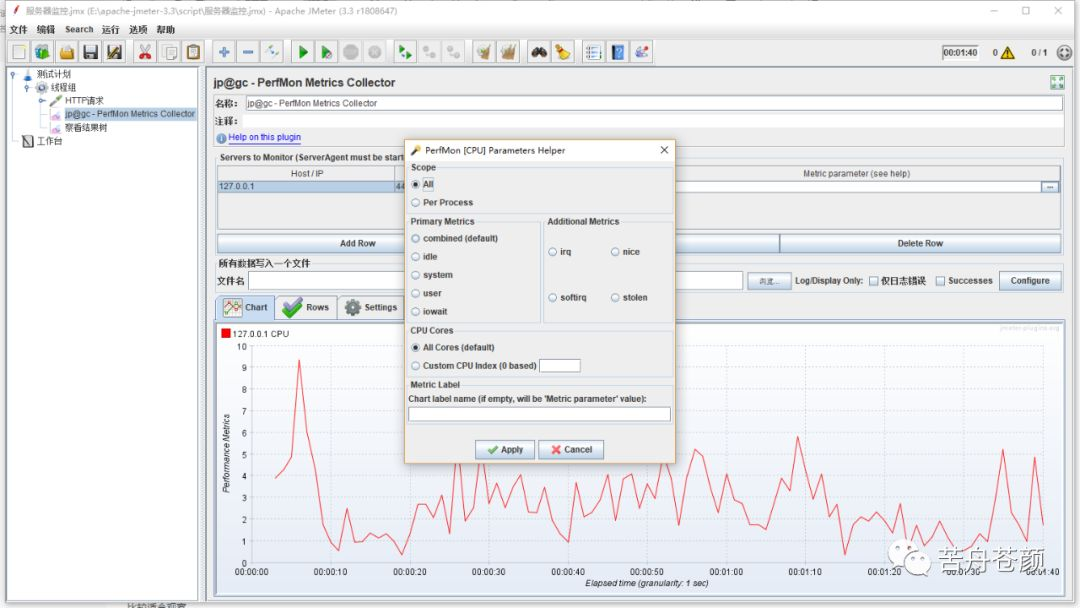 服务器监控.jmx (E:\apache-jmeter-3.3\script\服务器监控.jmx) - Apache JMeter (3.3 r1808647)
文件 编辑 Search 运行 选项 帮助
00:01:40 0 0 / 1
测试计划
线程组
HTTP请求
jp@gc - PerfMon Metrics Collector
察看结果树
工作台
jp@gc - PerfMon Metrics Collector
名称: jp@gc - PerfMon Metrics Collector
注释:
Help on this plugin
Servers to Monitor (ServerAgent must be start
Host / IP Metric parameter (see help)
127.0.0.1 44 ...
Add Row Delete Row
所有数据写入一个文件
文件名 浏览... Log/Display Only: 仅日志错误 Successes Configure
Chart Rows Settings
127.0.0.1 CPU
jmeter-plugins.org
10
9
8
7
6
5
4
3
2
1
0
Performance Metrics
00:00:00 00:00:10 00:00:20 00:00:30 00:00:40 00:00:50 00:01:00 00:01:10 00:01:20 00:01:30 00:01:40
Elapsed time (granularity: 1 sec)
PerfMon [CPU] Parameters Helper
Scope
All
Per Process
Primary Metrics
combined (default)
idle
system
user
iowait
Additional Metrics
irq nice
softirq stolen
CPU Cores
All Cores (default)
Custom CPU Index (0 based)
Metric Label
Chart label name (if empty, will be 'Metric parameter' value):
Apply Cancel
苦舟苍颜